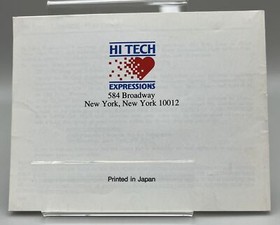 HI TECH
EXPRESSIONS
584 Broadway
New York, New York 10012
Printed in Japan